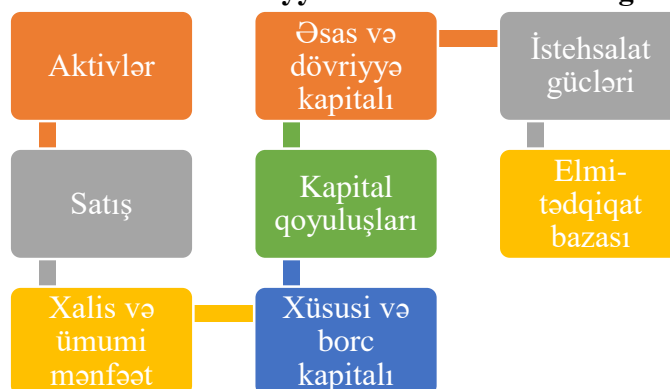 Aktivlər
Satış
Xalis və
ümumi
mənfəət
Xüsusi və
borc
kapitalı
Kapital
qoyuluşları
Əsas və
dövriyyə
kapitalı
İstehsalat
gücləri
Elmi-
tədqiqat
bazası